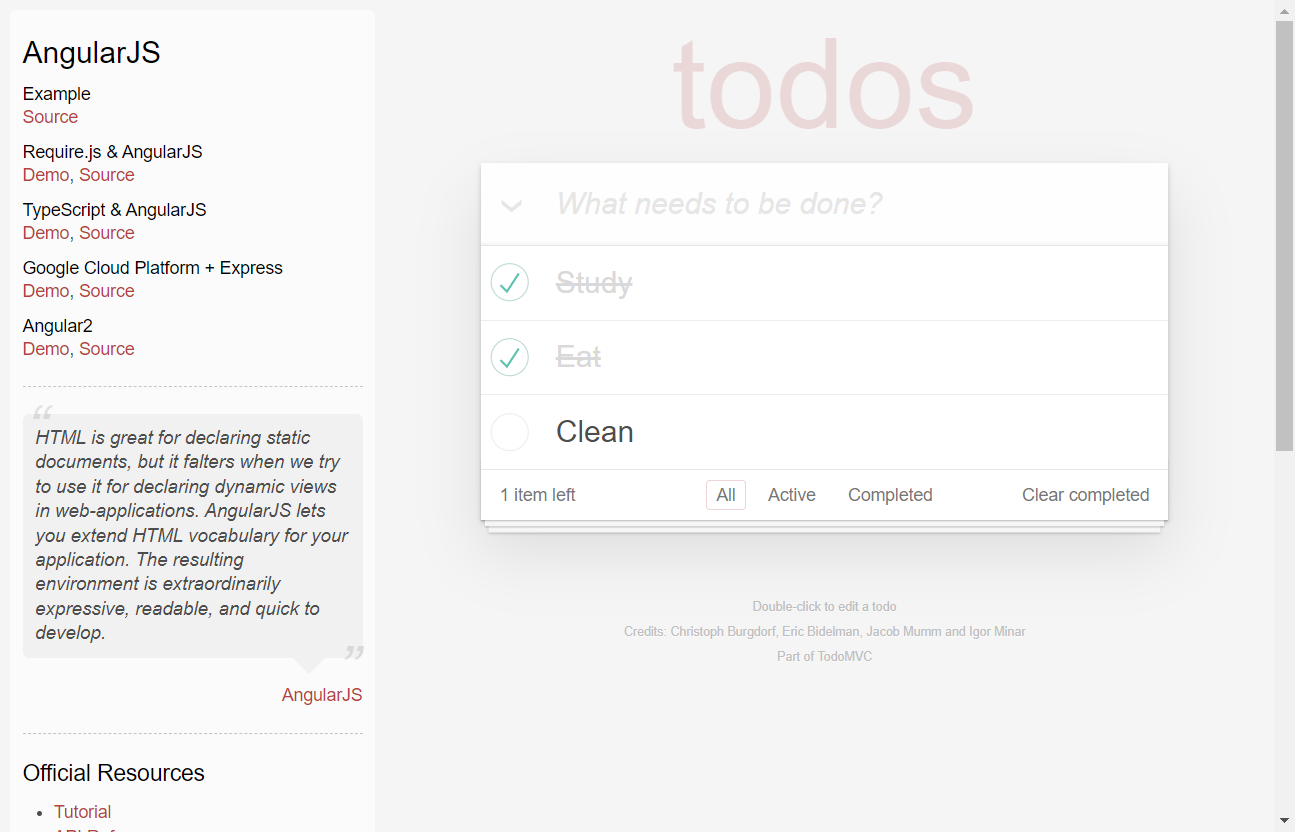 AngularJS
Example
Source
Require.js & AngularJS
Demo, Source
TypeScript & AngularJS
Demo, Source
Google Cloud Platform + Express
Demo, Source
Angular2
Demo, Source
“
HTML is great for declaring static
documents, but it falters when we try
to use it for declaring dynamic views
in web-applications. AngularJS lets
you extend HTML vocabulary for your
application. The resulting
environment is extraordinarily
expressive, readable, and quick to
develop.
”
AngularJS
Official Resources
Tutorial
todos
What needs to be done?
Study
Eat
Clean
1 item left All Active Completed Clear completed
Double-click to edit a todo
Credits: Christoph Burgdorf, Eric Bidelman, Jacob Mumm and Igor Minar
Part of TodoMVC